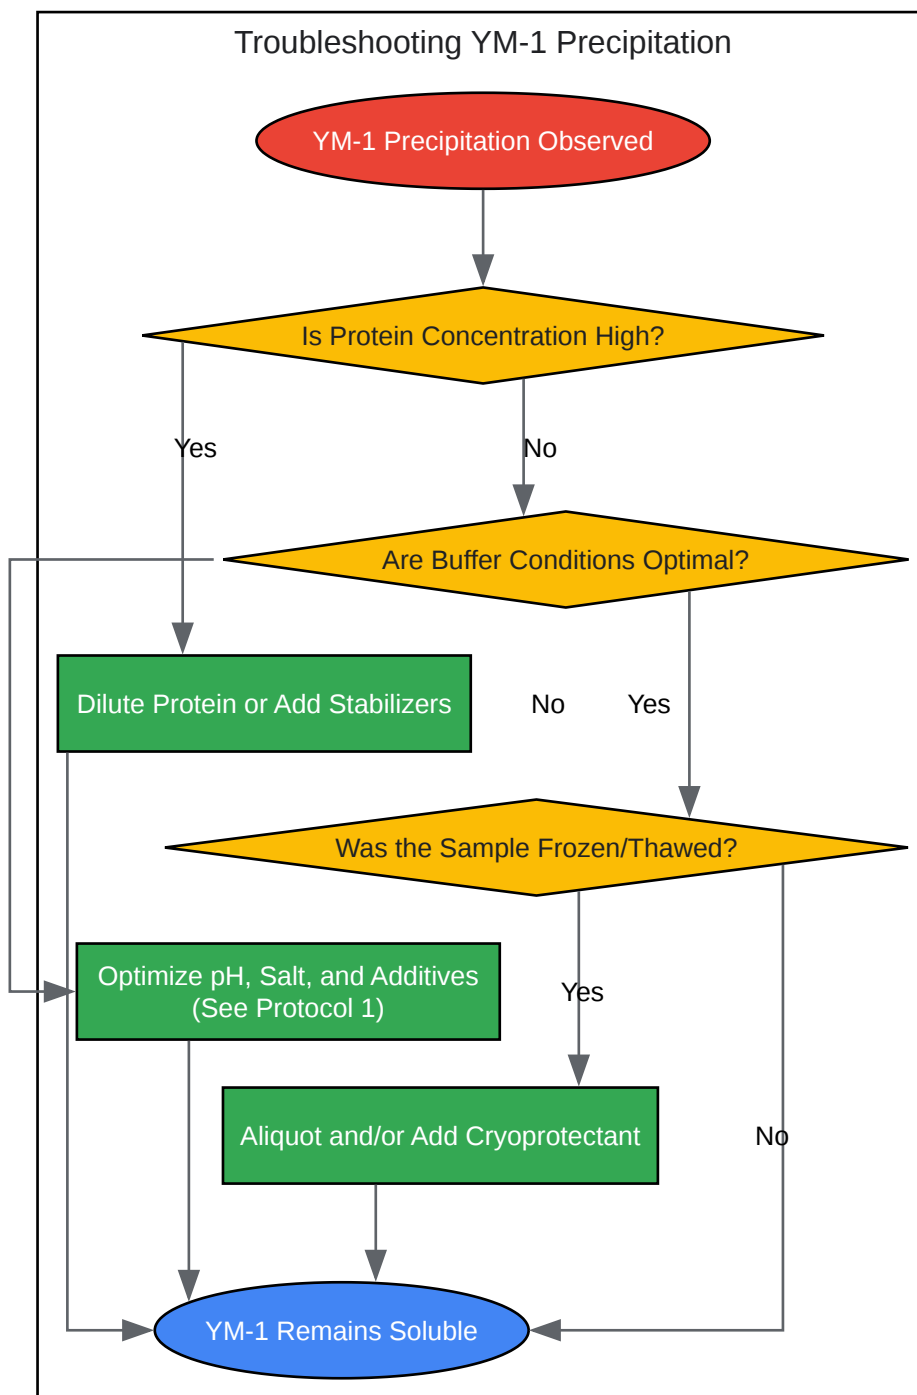 Troubleshooting YM-1 Precipitation
YM-1 Precipitation Observed
Is Protein Concentration High?
Yes
No
Are Buffer Conditions Optimal?
Dilute Protein or Add Stabilizers
No
Yes
Was the Sample Frozen/Thawed?
Optimize pH, Salt, and Additives
(See Protocol 1)
Yes
Aliquot and/or Add Cryoprotectant
No
YM-1 Remains Soluble